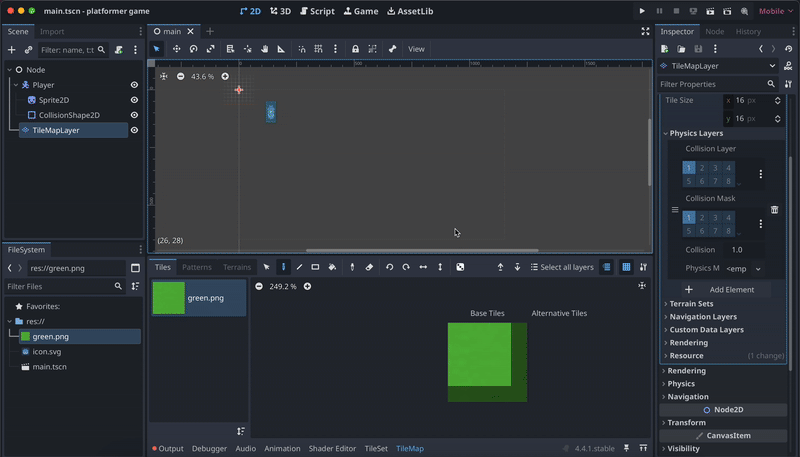 main.tscn - platformer game
2D
3D
Script
Game
AssetLib
Mobile
Scene
Import
Filter: name, t:t
Node
Player
Sprite2D
CollisionShape2D
TileMapLayer
FileSystem
res://green.png
Filter Files
Favorites:
res://
green.png
icon.svg
main.tscn
main
View
43.6 %
500
1000
1500
(26, 28)
Tiles
Patterns
Terrains
Select all layers
green.png
249.2 %
Base Tiles
Alternative Tiles
Output
Debugger
Audio
Animation
Shader Editor
TileSet
TileMap
4.4.1.stable
Inspector
Node
History
TileMapLayer
Filter Properties
Tile Size
x 16 px
y 16 px
Physics Layers
Collision Layer
1 2 3 4
5 6 7 8
Collision Mask
1 2 3 4
5 6 7 8
Collision 1.0
Physics M <emp
Add Element
Terrain Sets
Navigation Layers
Custom Data Layers
Rendering
Resource (1 change)
Rendering
Physics
Navigation
Node2D
Transform
CanvasItem
Visibility